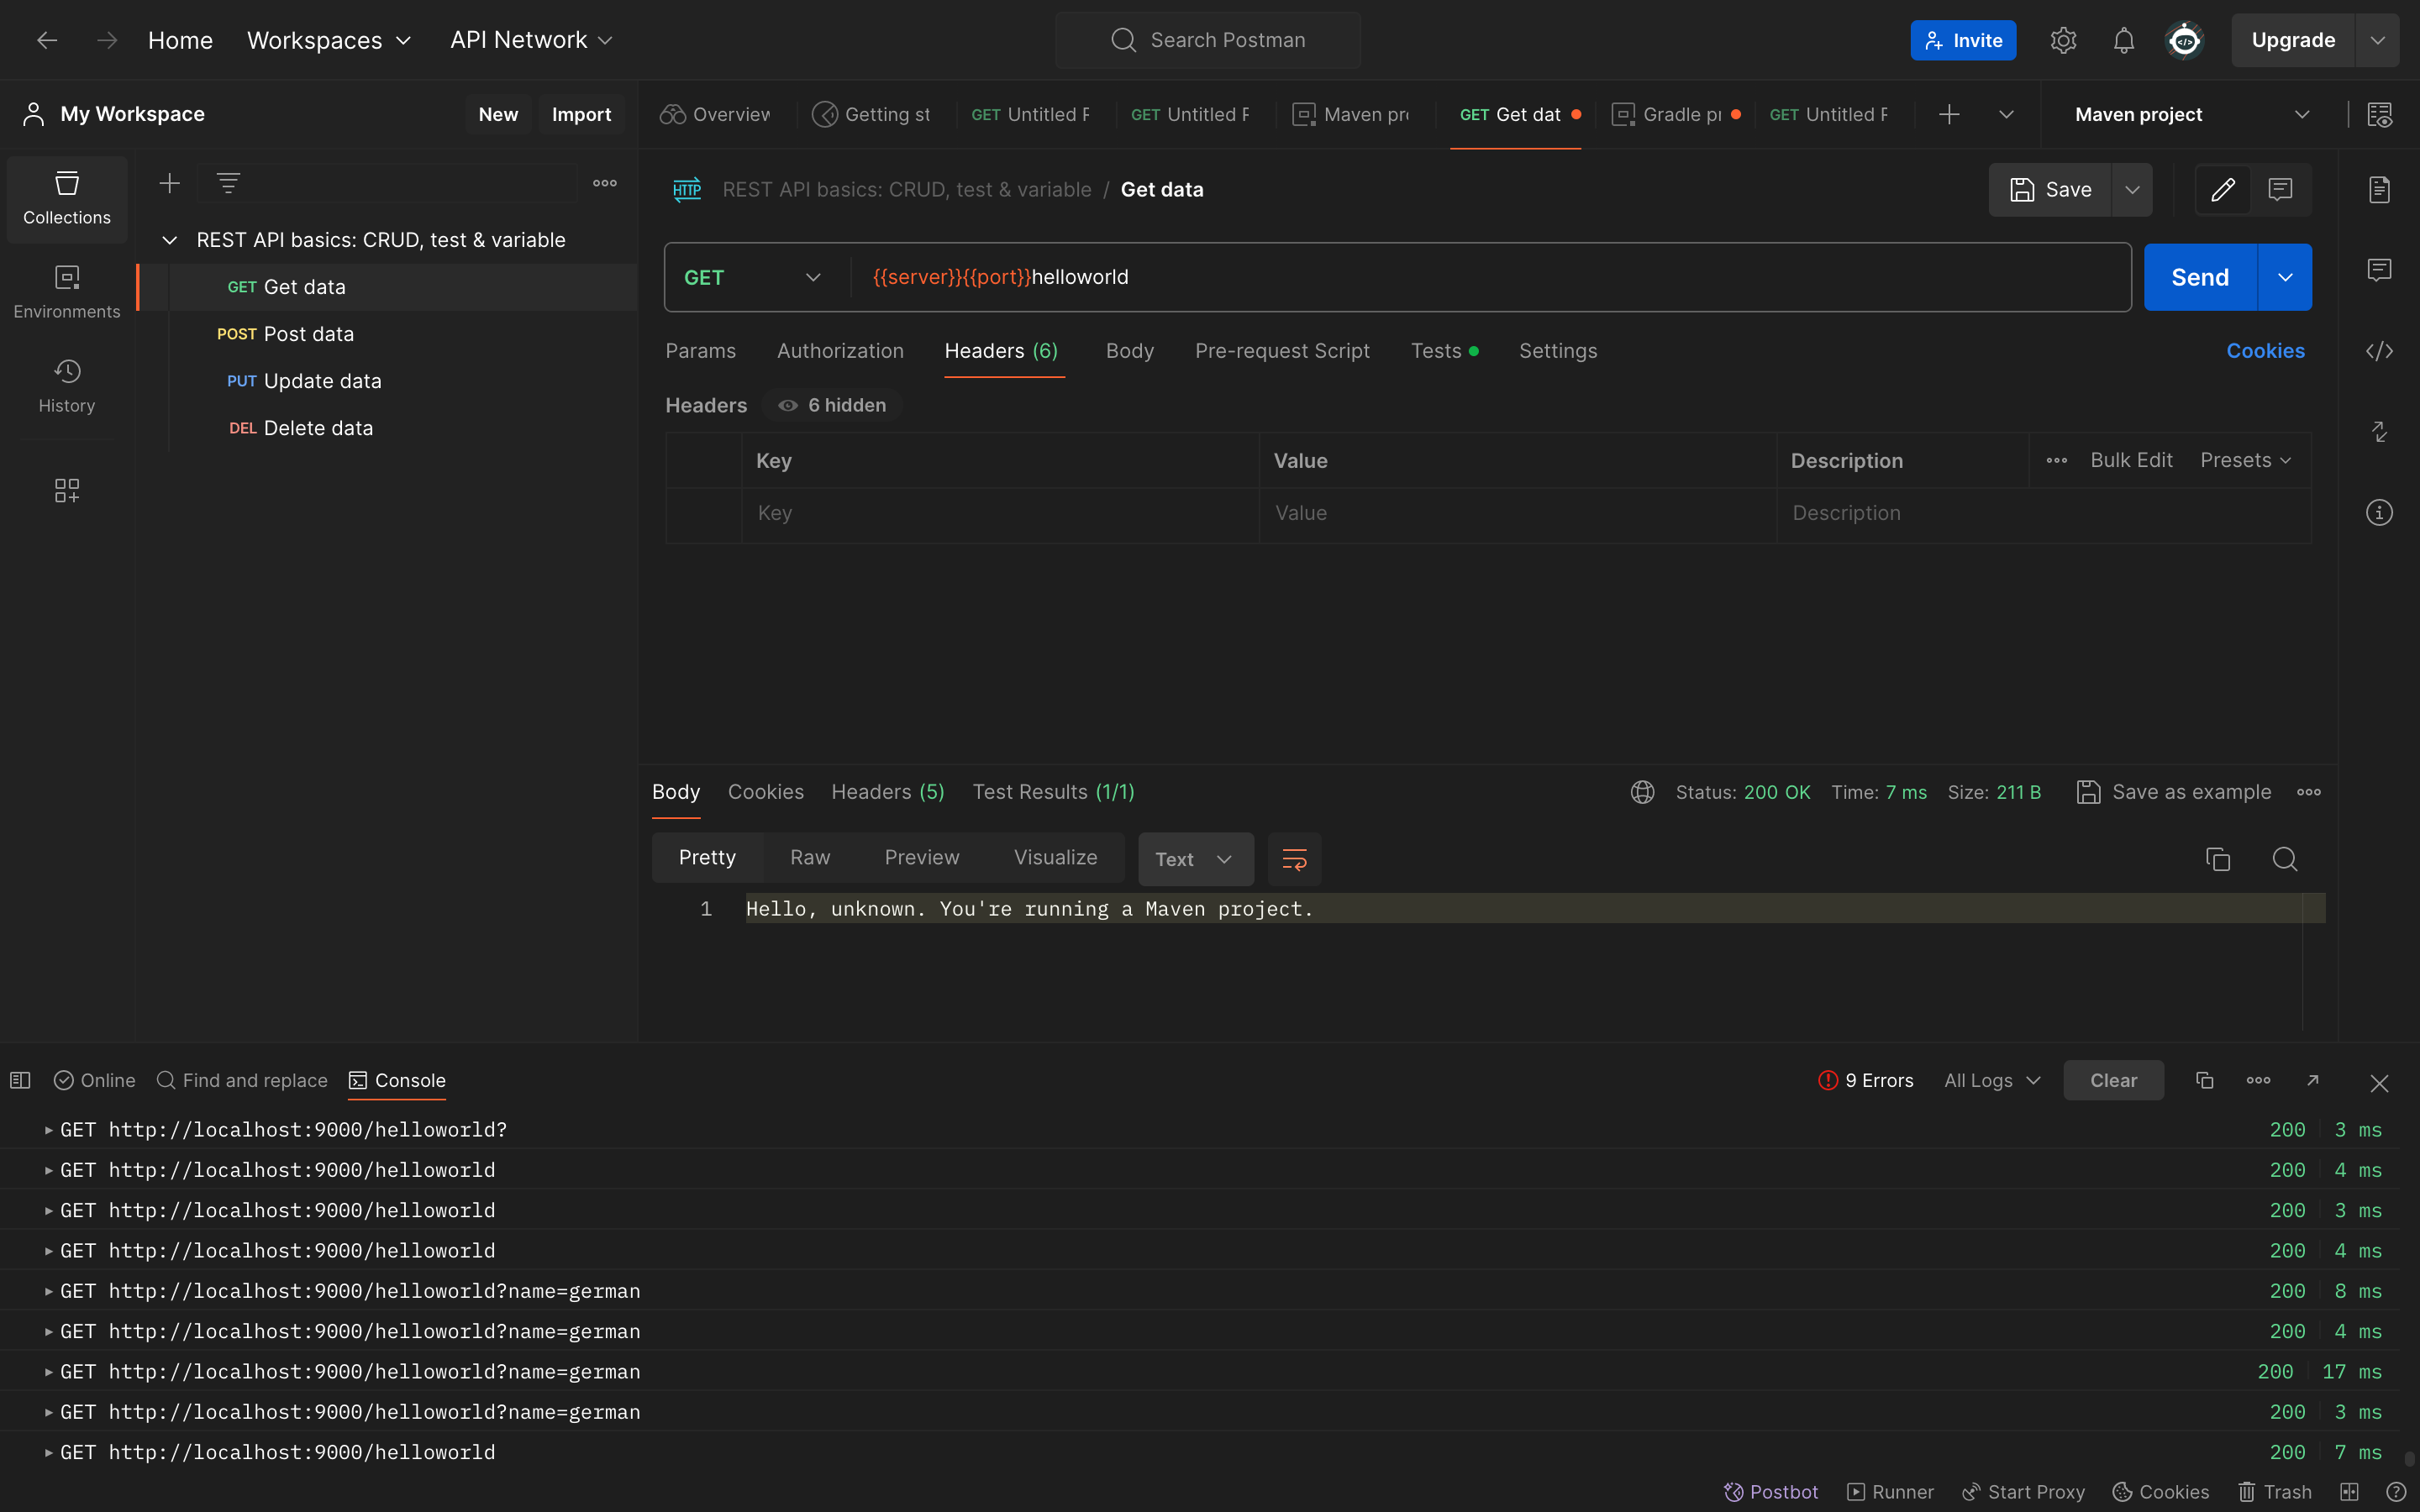 Home Workspaces API Network Search Postman Invite Upgrade
My Workspace New Import
Overview Getting st GET Untitled F GET Untitled F Maven pro GET Get dat Gradle pr GET Untitled F Maven project
Collections
Environments
History
REST API basics: CRUD, test & variable
GET Get data
POST Post data
PUT Update data
DEL Delete data
HTTP REST API basics: CRUD, test & variable / Get data Save
GET {{server}}{{port}}helloworld Send
Params Authorization Headers (6) Body Pre-request Script Tests Settings Cookies
Headers 6 hidden
Key Value Description Bulk Edit Presets
Key Value Description
Body Cookies Headers (5) Test Results (1/1) Status: 200 OK Time: 7 ms Size: 211 B Save as example
Pretty Raw Preview Visualize Text
1 Hello, unknown. You're running a Maven project.
Online Find and replace Console 9 Errors All Logs Clear
GET http://localhost:9000/helloworld? 200 3 ms
GET http://localhost:9000/helloworld 200 4 ms
GET http://localhost:9000/helloworld 200 3 ms
GET http://localhost:9000/helloworld 200 4 ms
GET http://localhost:9000/helloworld?name=german 200 8 ms
GET http://localhost:9000/helloworld?name=german 200 4 ms
GET http://localhost:9000/helloworld?name=german 200 17 ms
GET http://localhost:9000/helloworld?name=german 200 3 ms
GET http://localhost:9000/helloworld 200 7 ms
Postbot Runner Start Proxy Cookies Trash